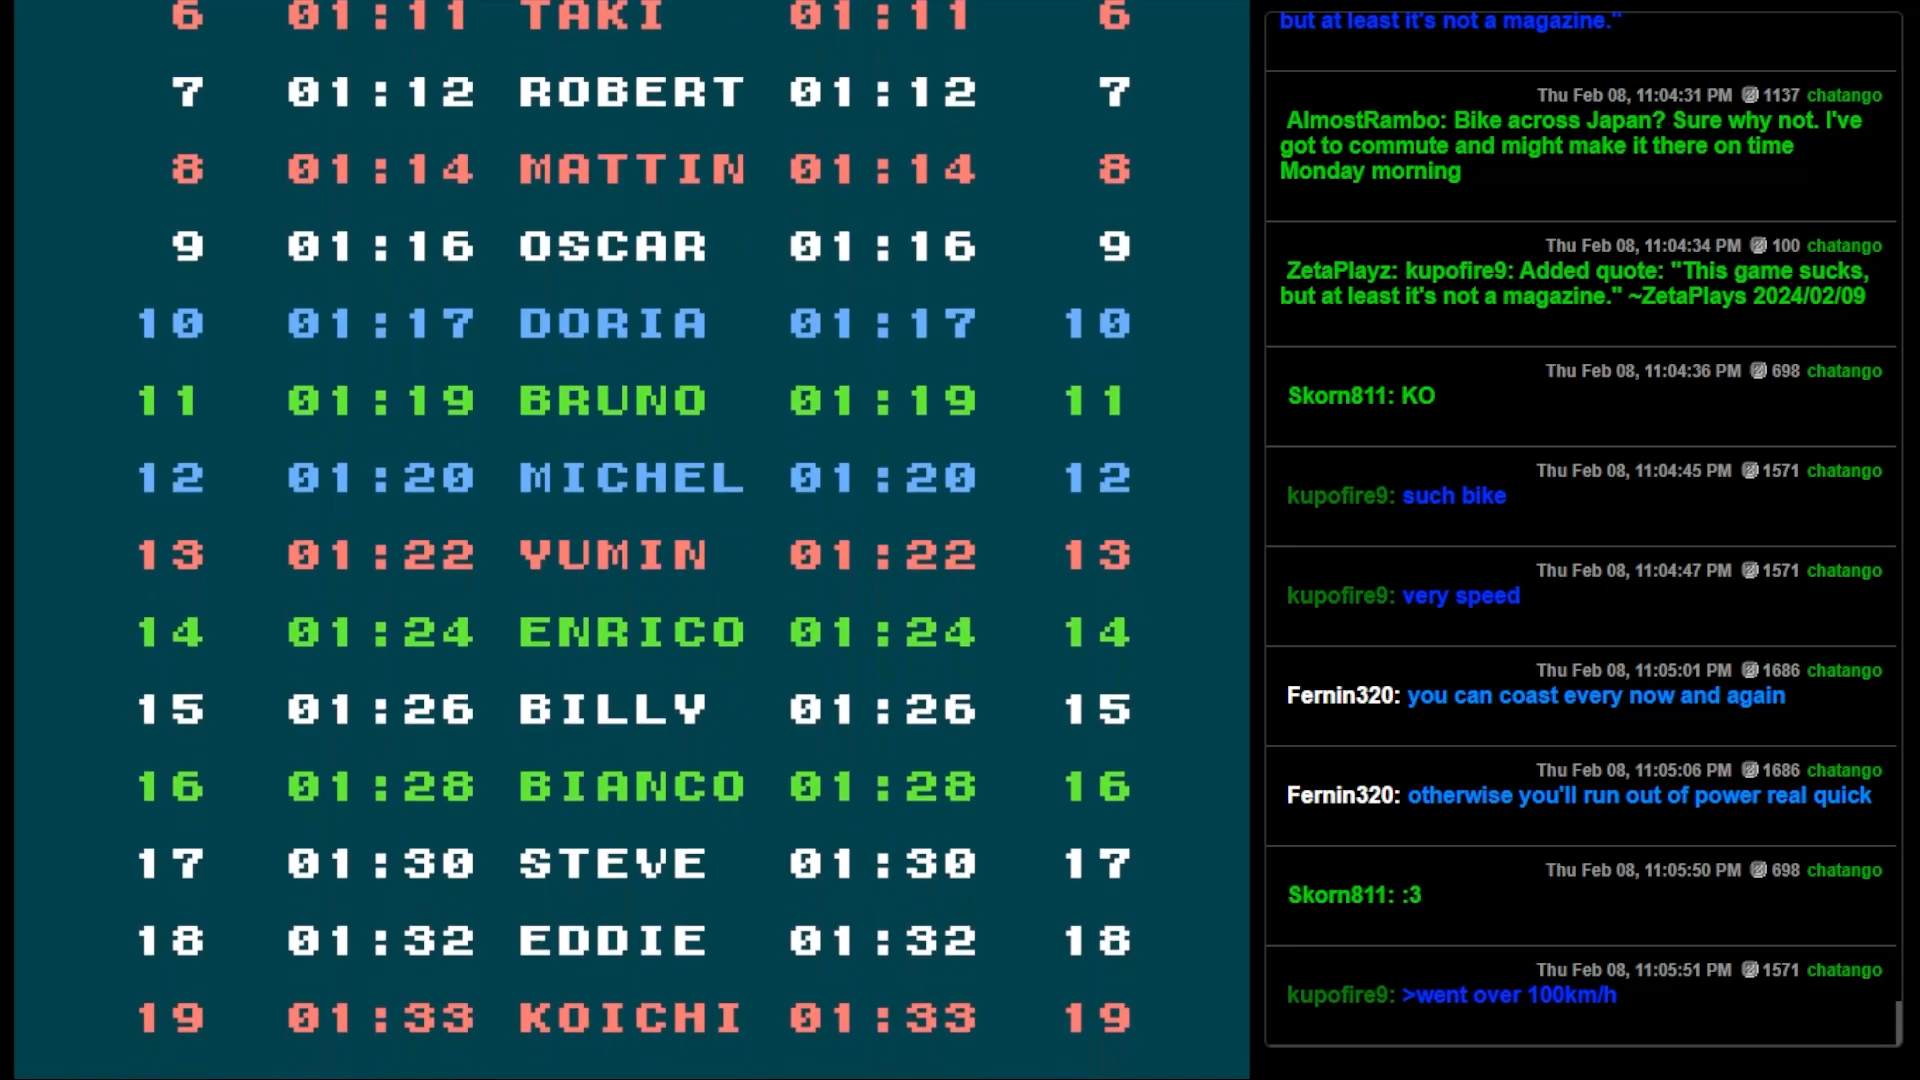 6 01:11 TAKI 01:11 6
7 01:12 ROBERT 01:12 7
8 01:14 MATTIN 01:14 8
9 01:16 OSCAR 01:16 9
10 01:17 DORIA 01:17 10
11 01:19 BRUNO 01:19 11
12 01:20 MICHEL 01:20 12
13 01:22 YUMIN 01:22 13
14 01:24 ENRICO 01:24 14
15 01:26 BILLY 01:26 15
16 01:28 BIANCO 01:28 16
17 01:30 STEVE 01:30 17
18 01:32 EDDIE 01:32 18
19 01:33 KOICHI 01:33 19
but at least it's not a magazine."
Thu Feb 08, 11:04:31 PM 1137 chatango
AlmostRambo: Bike across Japan? Sure why not. I've
got to commute and might make it there on time
Monday morning
Thu Feb 08, 11:04:34 PM 100 chatango
ZetaPlayz: kupofire9: Added quote: "This game sucks,
but at least it's not a magazine." ~ZetaPlays 2024/02/09
Thu Feb 08, 11:04:36 PM 698 chatango
Skorn811: KO
Thu Feb 08, 11:04:45 PM 1571 chatango
kupofire9: such bike
Thu Feb 08, 11:04:47 PM 1571 chatango
kupofire9: very speed
Thu Feb 08, 11:05:01 PM 1686 chatango
Fernin320: you can coast every now and again
Thu Feb 08, 11:05:06 PM 1686 chatango
Fernin320: otherwise you'll run out of power real quick
Thu Feb 08, 11:05:50 PM 698 chatango
Skorn811: :3
Thu Feb 08, 11:05:51 PM 1571 chatango
kupofire9: >went over 100km/h